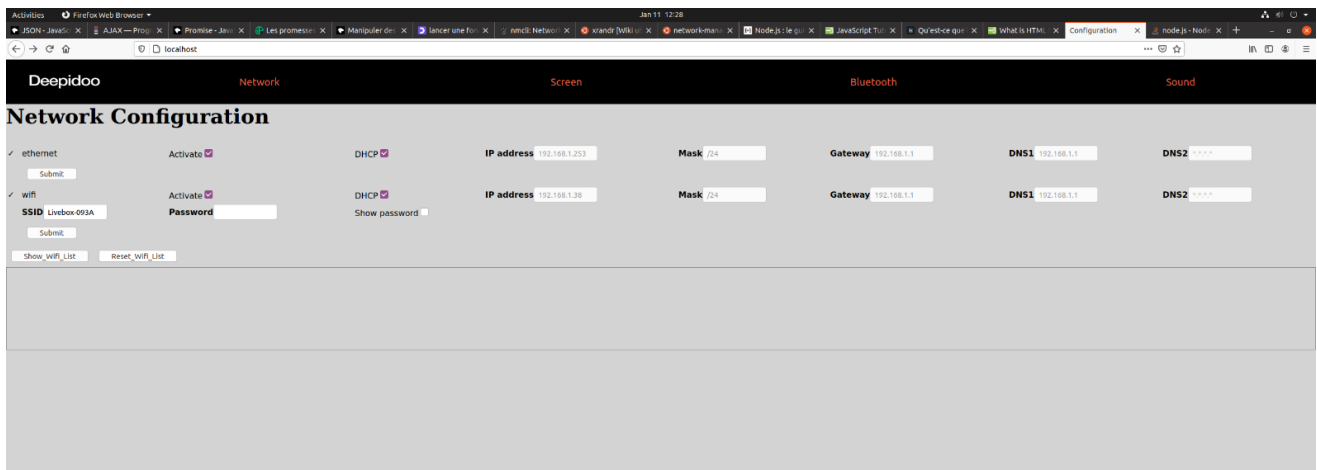 Activities Firefox Web Browser Jan 11 12:28
JSON - JavaSc AJAX — Prog Promise - Java Les promesses Manipuler des lancer une fon nmcli: Network xrandr [Wiki ub network-mana Node.js : le gui JavaScript Tut Qu'est-ce que What is HTML Configuration node.js - Node
localhost
Deepidoo Network Screen Bluetooth Sound
Network Configuration
✓ ethernet Activate DHCP IP address 192.168.1.253 Mask /24 Gateway 192.168.1.1 DNS1 192.168.1.1 DNS2 *.*.*.*
Submit
✓ wifi Activate DHCP IP address 192.168.1.38 Mask /24 Gateway 192.168.1.1 DNS1 192.168.1.1 DNS2 *.*.*.*
SSID Livebox-093A Password Show password
Submit
Show_Wifi_List Reset_Wifi_List